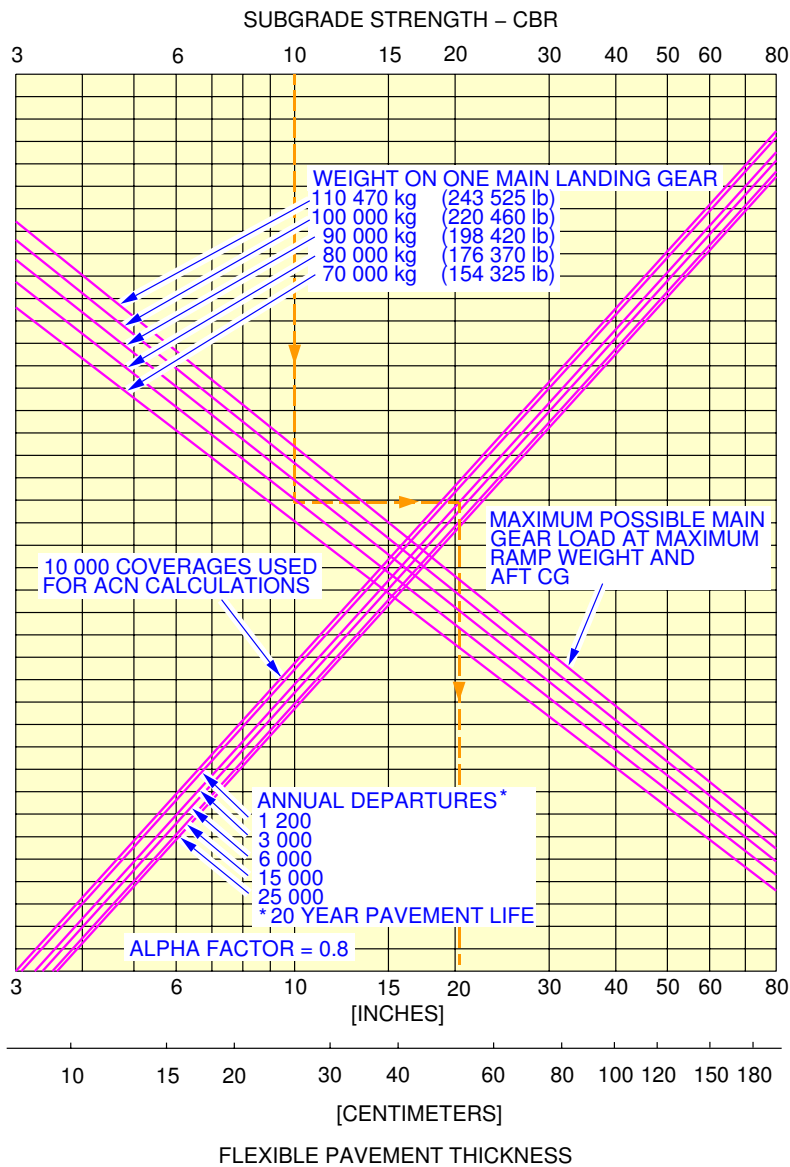 SUBGRADE STRENGTH – CBR
3 6 10 15 20 30 40 60 80
WEIGHT ON ONE MAIN LANDING GEAR
110 470 kg (243 525 lb)
100 000 kg (220 460 lb)
90 000 kg (198 420 lb)
80 000 kg (176 370 lb)
70 000 kg (154 325 lb)
MAXIMUM POSSIBLE MAIN
GEAR LOAD AT MAXIMUM
RAMP WEIGHT AND
AFT CG
10 000 COVERAGES USED
FOR ACN CALCULATIONS
ANNUAL DEPARTURES*
1 200
3 000
6 000
15 000
25 000
*20 YEAR PAVEMENT LIFE
ALPHA FACTOR = 0.8
3 6 10 15 20 30 40 50 60 80
[INCHES]
10 15 20 30 40 60 80 100 120 150 180
[CENTIMETERS]
FLEXIBLE PAVEMENT THICKNESS